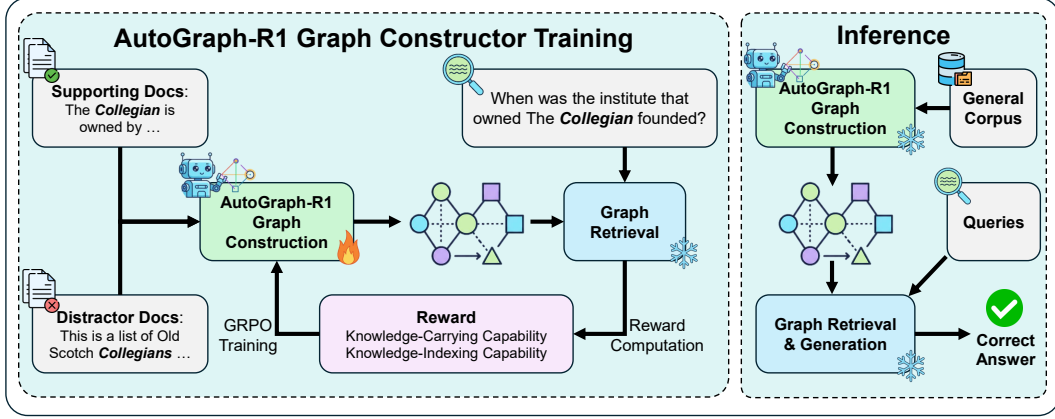 AutoGraph-R1 Graph Constructor Training
Supporting Docs:
The Collegian is
owned by …
When was the institute that
owned The Collegian founded?
AutoGraph-R1
Graph
Construction
Graph
Retrieval
Distractor Docs:
This is a list of Old
Scotch Collegians …
GRPO
Training
Reward
Knowledge-Carrying Capability
Knowledge-Indexing Capability
Reward
Computation
Inference
AutoGraph-R1
Graph
Construction
General
Corpus
Queries
Graph Retrieval
& Generation
Correct
Answer